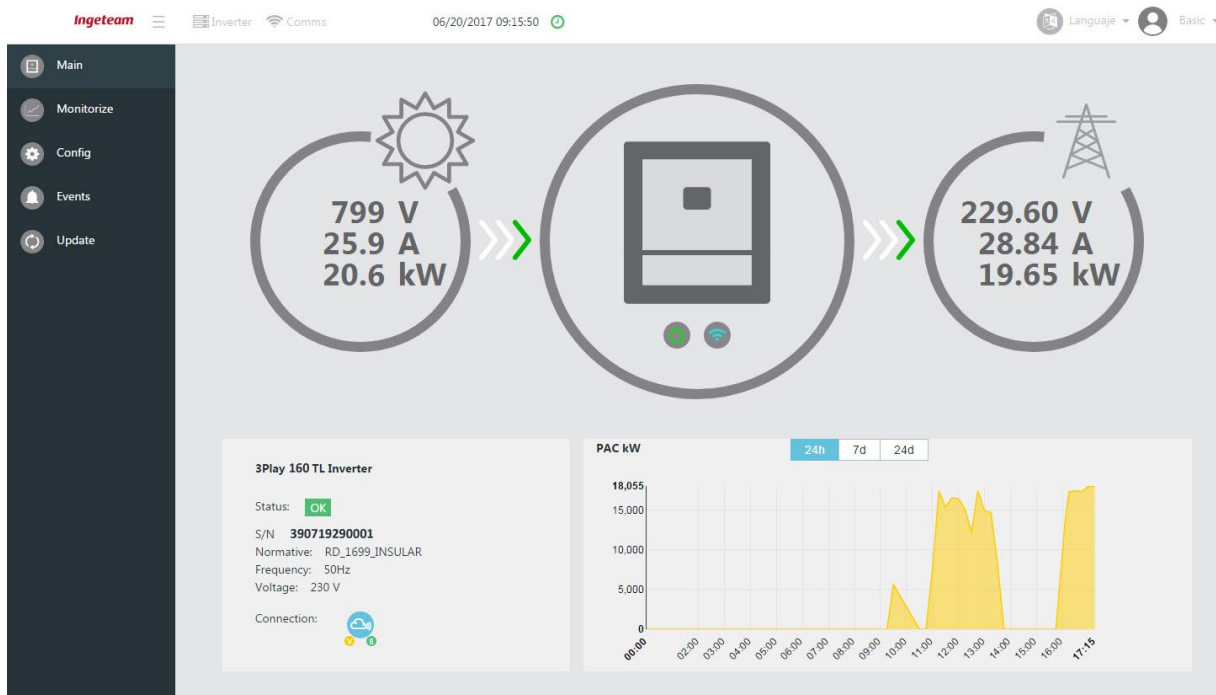 Ingeteam
Inverter Comms
06/20/2017 09:15:50
Languaje
Basic
Main
Monitorize
Config
Events
Update
799 V
25.9 A
20.6 kW
229.60 V
28.84 A
19.65 kW
3Play 160 TL Inverter
Status: OK
S/N 390719290001
Normative: RD_1699_INSULAR
Frequency: 50Hz
Voltage: 230 V
Connection:
V
PAC kW
24h 7d 24d
18,055
15,000
10,000
5,000
0
00:00 02:00 03:00 04:00 05:00 06:00 07:00 08:00 09:00 10:00 11:00 12:00 13:00 14:00 15:00 16:00 17:15